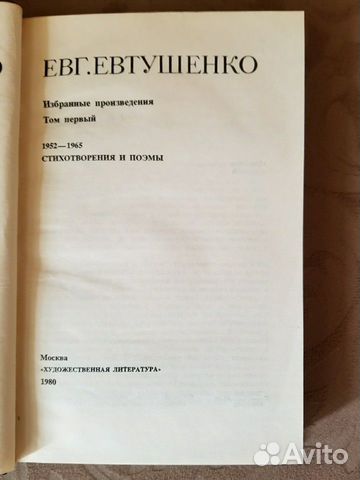 О
ЕВГ.ЕВТУШЕНКО
Избранные произведения
Том первый
1952—1965
СТИХОТВОРЕНИЯ И ПОЭМЫ
Москва
«ХУДОЖЕСТВЕННАЯ ЛИТЕРАТУРА»
1980
Avito